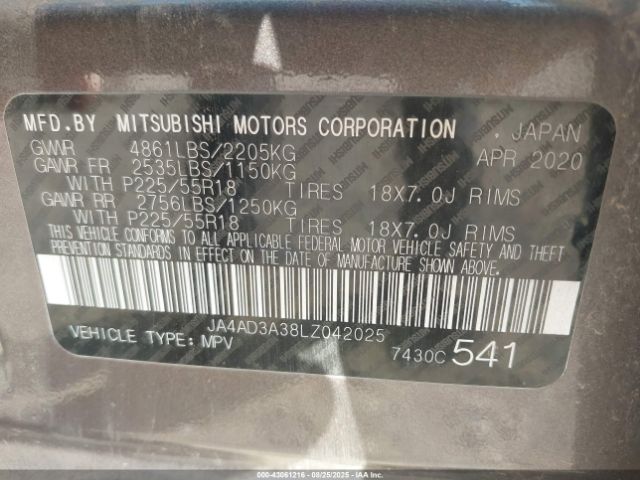 MFD.BY MITSUBISHI MOTORS CORPORATION . JAPAN
GVWR 4861LBS/2205KG APR 2020
GAWR FR 2535LBS/1150KG
WITH P225/55R18 TIRES 18X7.0J RIMS
GAWR RR 2756LBS/1250KG
WITH P225/55R18 TIRES 18X7.0J RIMS
THIS VEHICLE CONFORMS TO ALL APPLICABLE FEDERAL MOTOR VEHICLE SAFETY AND THEFT
PREVENTION STANDARDS IN EFFECT ON THE DATE OF MANUFACTURE SHOWN ABOVE.
JA4AD3A38LZ042025
VEHICLE TYPE: MPV 7430C 541
000-43061216 - 08/25/2025 - IAAI.COM